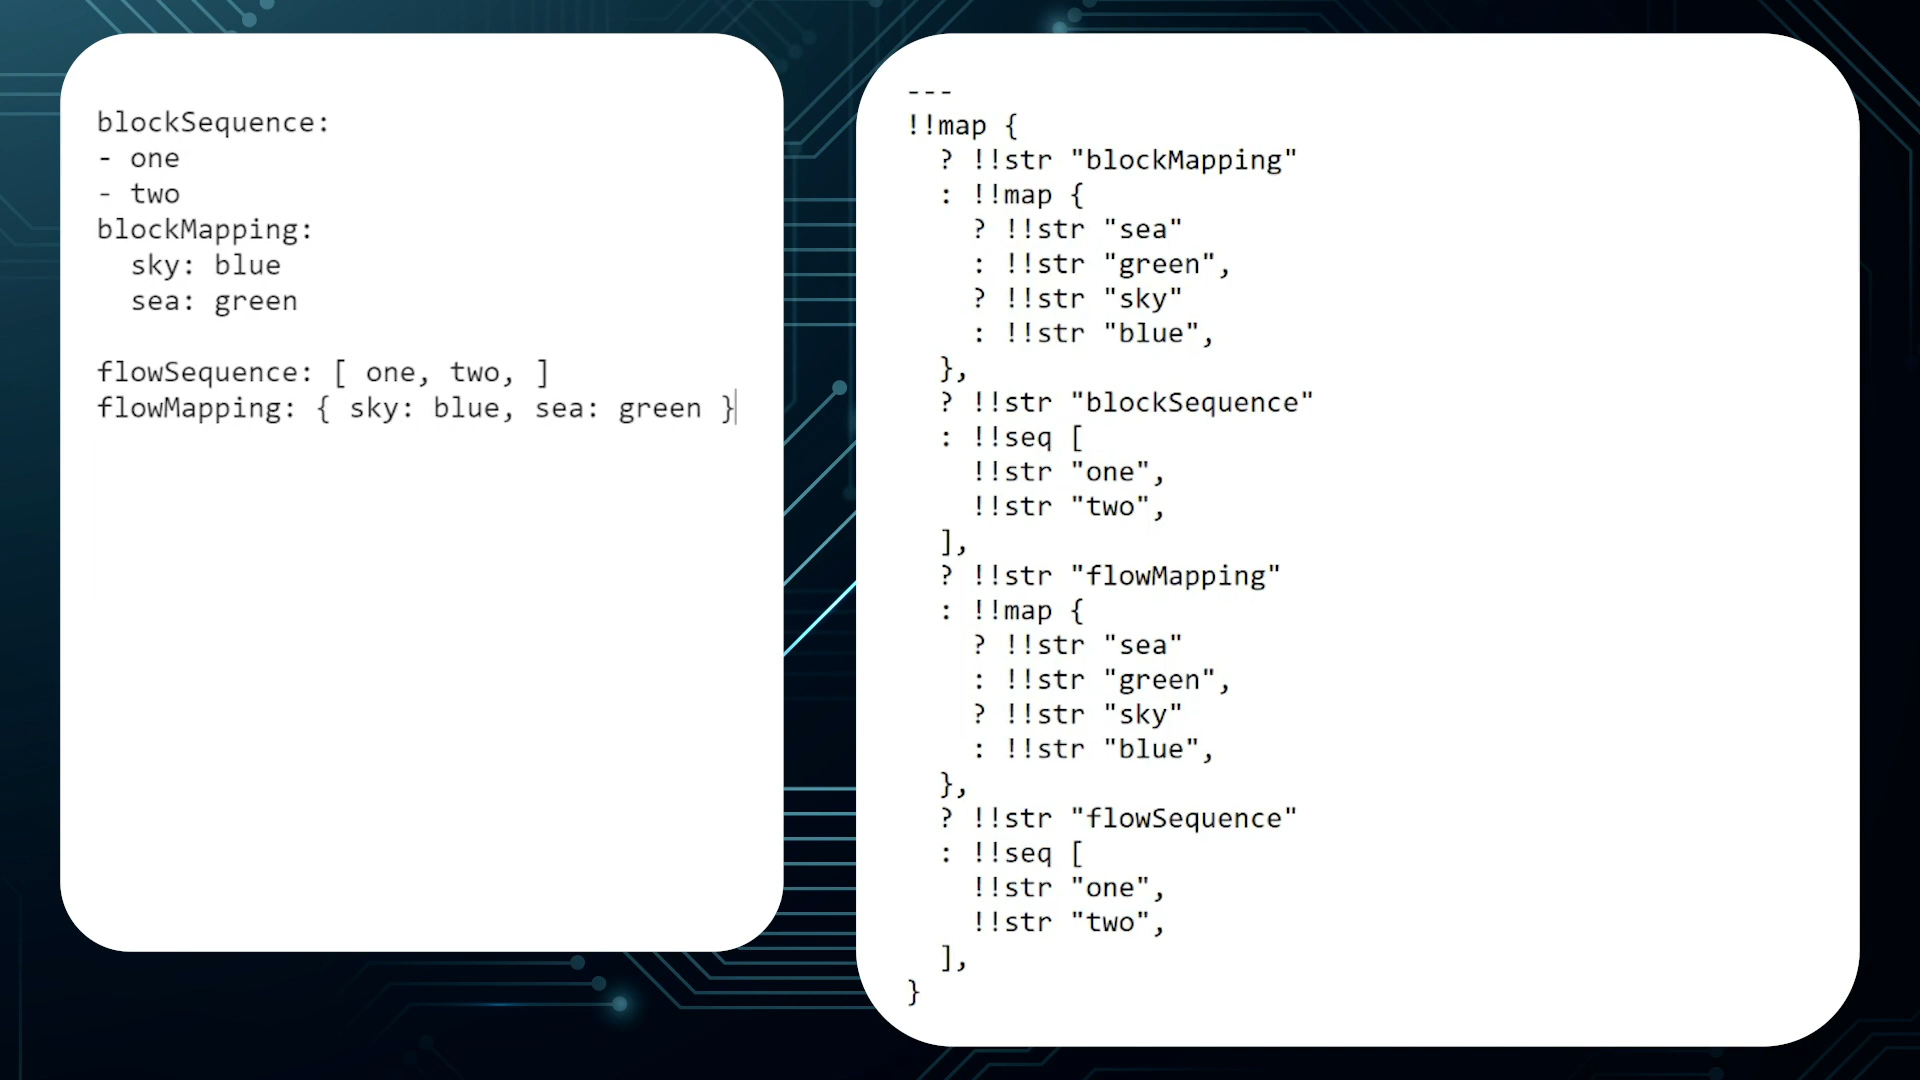 blockSequence:
- one
- two
blockMapping:
  sky: blue
  sea: green

flowSequence: [ one, two, ]
flowMapping: { sky: blue, sea: green }
---
!!map {
  ? !!str "blockMapping"
  : !!map {
    ? !!str "sea"
    : !!str "green",
    ? !!str "sky"
    : !!str "blue",
  },
  ? !!str "blockSequence"
  : !!seq [
    !!str "one",
    !!str "two",
  ],
  ? !!str "flowMapping"
  : !!map {
    ? !!str "sea"
    : !!str "green",
    ? !!str "sky"
    : !!str "blue",
  },
  ? !!str "flowSequence"
  : !!seq [
    !!str "one",
    !!str "two",
  ],
}